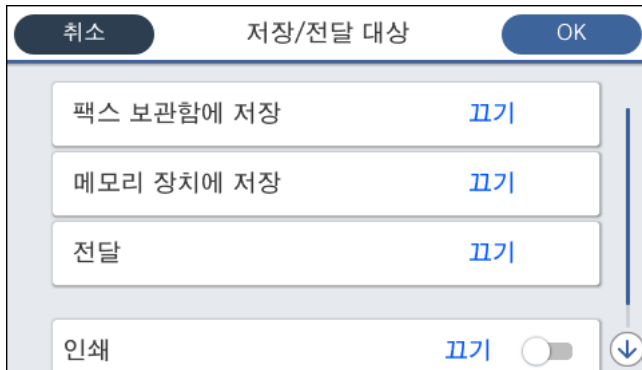 취소 저장/전달 대상 OK
팩스 보관함에 저장 끄기
메모리 장치에 저장 끄기
전달 끄기
인쇄 끄기